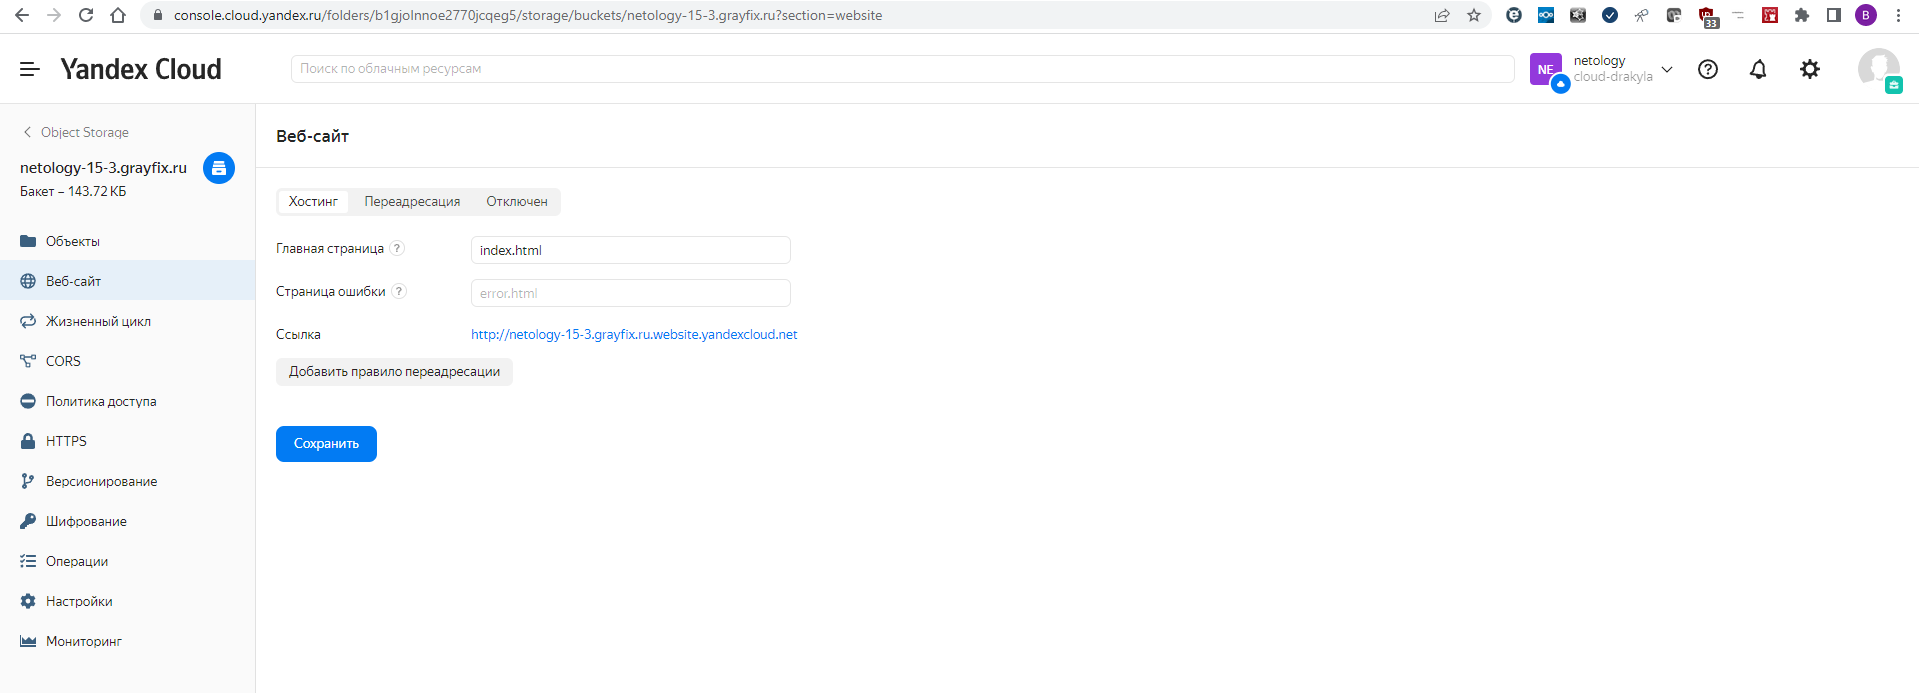 console.cloud.yandex.ru/folders/b1gjolnnoe2770jcqeg5/storage/buckets/netology-15-3.grayfix.ru?section=website
33
B
Yandex Cloud
Поиск по облачным ресурсам
NE
netology
cloud-drakyla
Object Storage
netology-15-3.grayfix.ru
Бакет – 143.72 КБ
Объекты
Веб-сайт
Жизненный цикл
CORS
Политика доступа
HTTPS
Версионирование
Шифрование
Операции
Настройки
Мониторинг
Веб-сайт
Хостинг Переадресация Отключен
Главная страница ? index.html
Страница ошибки ? error.html
Ссылка http://netology-15-3.grayfix.ru.website.yandexcloud.net
Добавить правило переадресации
Сохранить